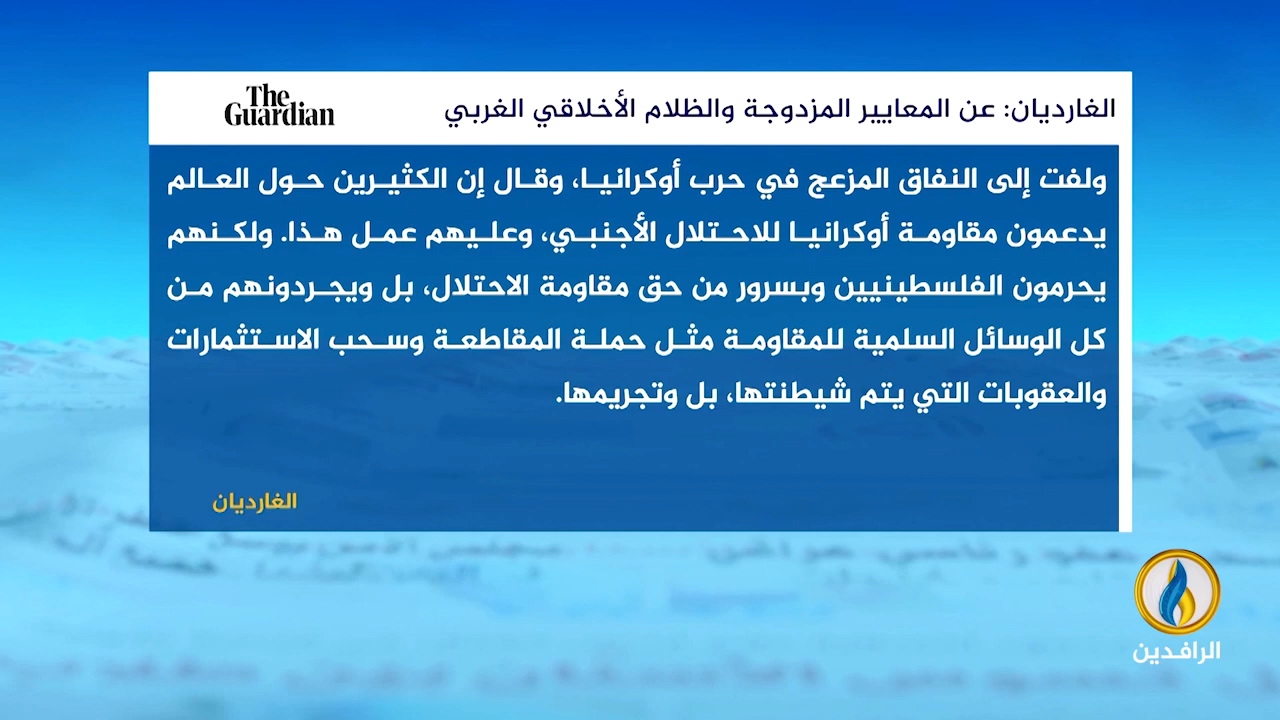 The
Guardian
الغارديان: عن المعايير المزدوجة والظلام الأخلاقي الغربي
ولفت إلى النفاق المزعج في حرب أوكرانيا، وقال إن الكثيرين حول العالم
يدعمون مقاومة أوكرانيا للاحتلال الأجنبي، وعليهم عمل هذا. ولكنهم
يحرمون الفلسطينيين وبسرور من حق مقاومة الاحتلال، بل ويجردونهم من
كل الوسائل السلمية للمقاومة مثل حملة المقاطعة وسحب الاستثمارات
والعقوبات التي يتم شيطنتها، بل وتجريمها.
الغارديان
الرافدين